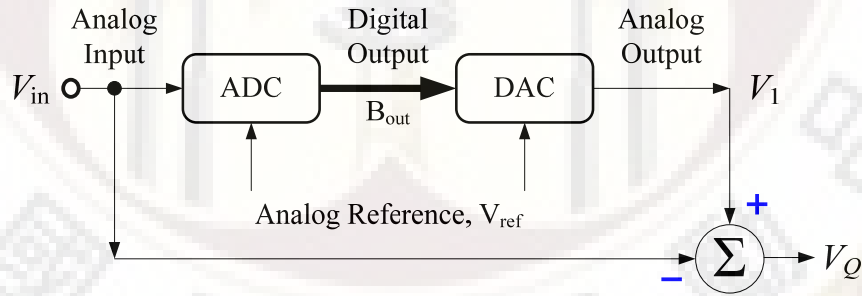 Analog
Input
Digital
Output
Analog
Output
V_in
ADC
B_out
DAC
V_1
Analog Reference, V_ref
+
−
Σ
V_Q